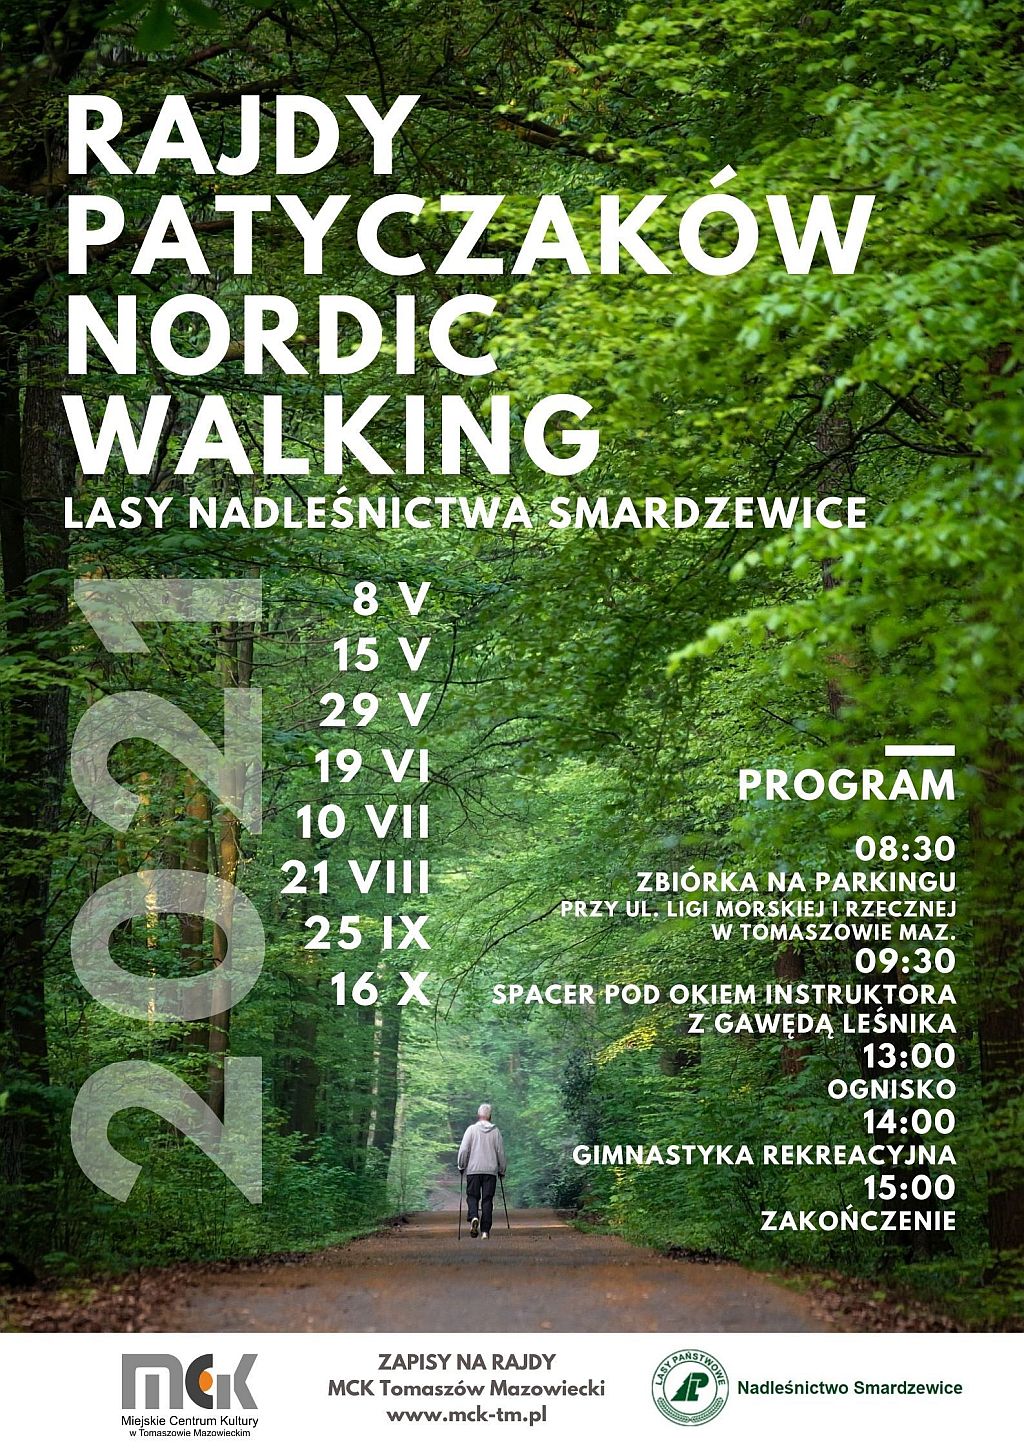 RAJDY
PATYCZAKÓW
NORDIC
WALKING
LASY NADLEŚNICTWA SMARDZEWICE
2021
8 V
15 V
29 V
19 VI
10 VII
21 VIII
25 IX
16 X
PROGRAM
08:30
ZBIÓRKA NA PARKINGU
PRZY UL. LIGI MORSKIEJ I RZECZNEJ
W TOMASZOWIE MAZ.
09:30
SPACER POD OKIEM INSTRUKTORA
Z GAWĘDĄ LEŚNIKA
13:00
OGNISKO
14:00
GIMNASTYKA REKREACYJNA
15:00
ZAKOŃCZENIE
MCK
Miejskie Centrum Kultury
w Tomaszowie Mazowieckim
ZAPISY NA RAJDY
MCK Tomaszów Mazowiecki
www.mck-tm.pl
LASY PAŃSTWOWE
Nadleśnictwo Smardzewice